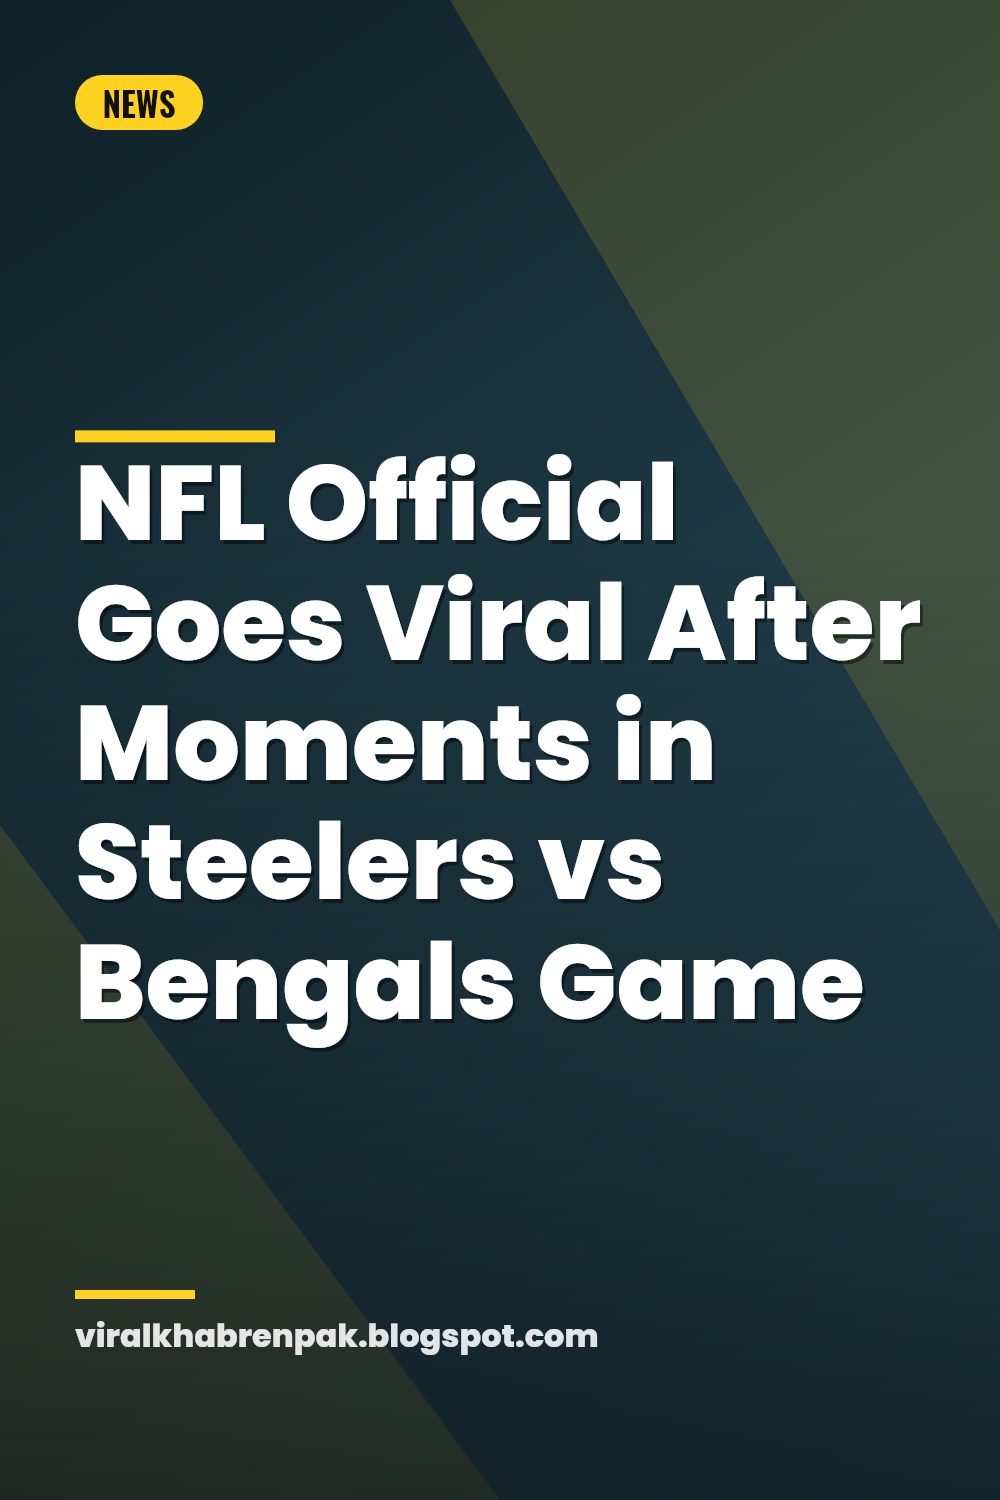 NEWS
NFL Official
Goes Viral After
Moments in
Steelers vs
Bengals Game
viralkhabrenpak.blogspot.com